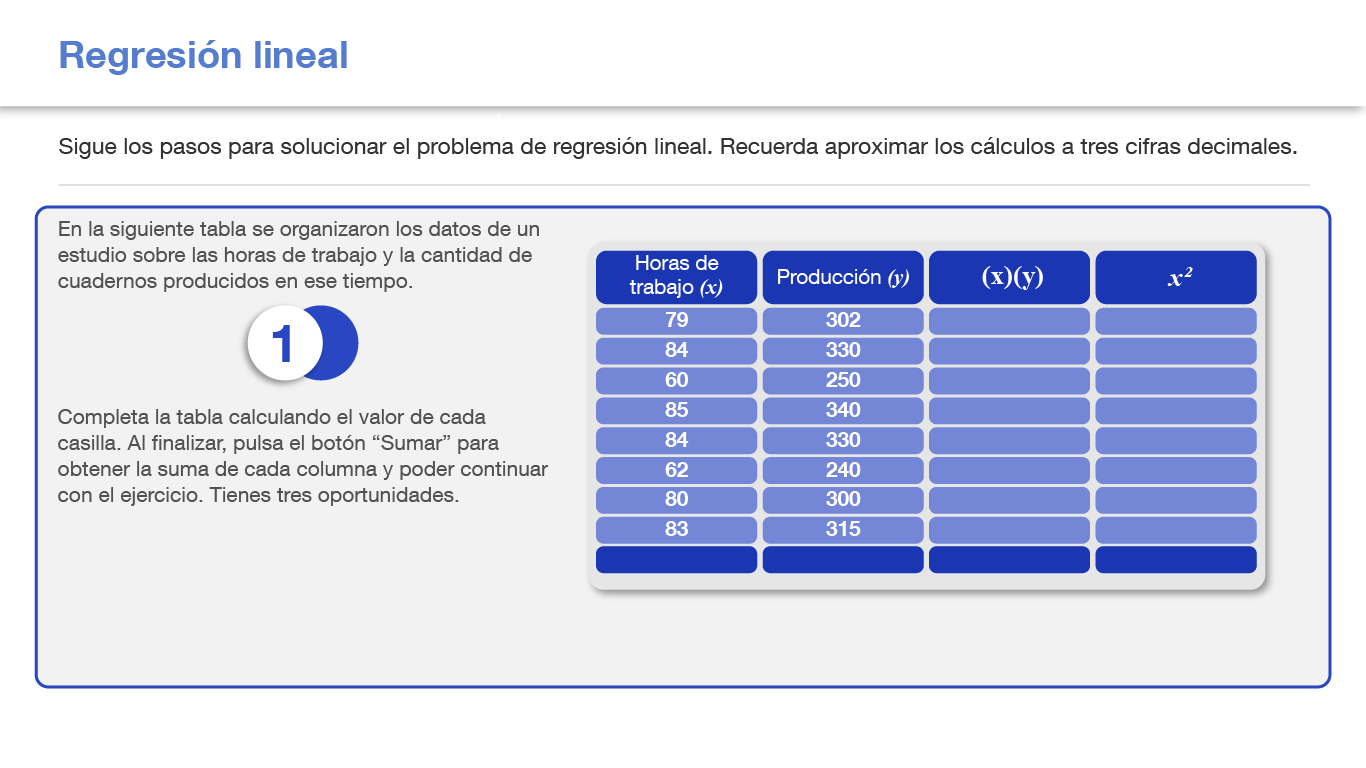 Regresión lineal
Sigue los pasos para solucionar el problema de regresión lineal. Recuerda aproximar los cálculos a tres cifras decimales.
En la siguiente tabla se organizaron los datos de un
estudio sobre las horas de trabajo y la cantidad de
cuadernos producidos en ese tiempo.
1
Completa la tabla calculando el valor de cada
casilla. Al finalizar, pulsa el botón “Sumar” para
obtener la suma de cada columna y poder continuar
con el ejercicio. Tienes tres oportunidades.
Horas de
trabajo (x) Producción (y) (x)(y) x²
79 302
84 330
60 250
85 340
84 330
62 240
80 300
83 315